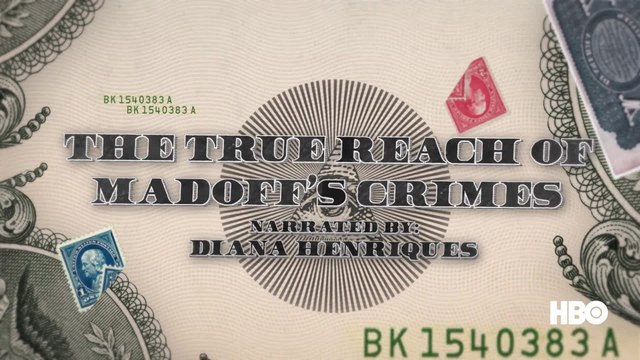 BK1540383A
BK1540383A
THE TRUE REACH OF
MADOFF'S CRIMES
NARRATED BY:
DIANA HENRIQUES
HBO
BK1540383A